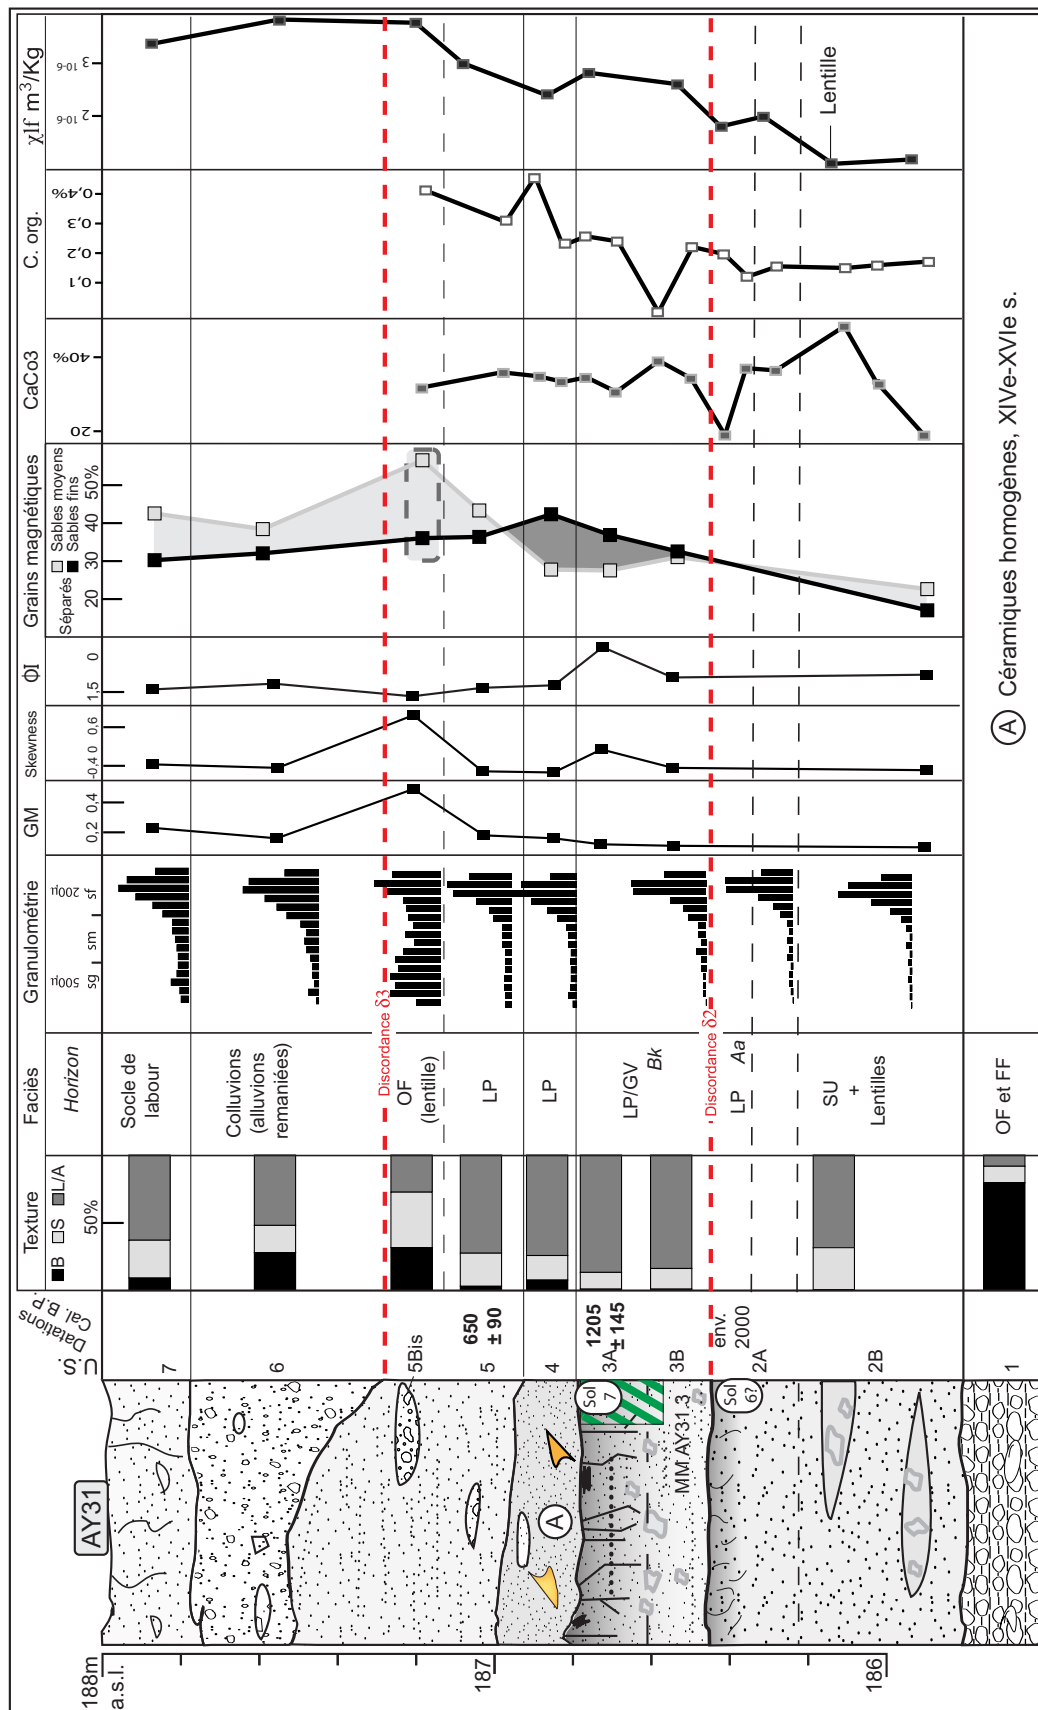 AY31
188m
a.s.l.
187
186
U.S.
7
6
5Bis
5
4
3A
3B
2A
2B
1
Sol
7
Sol
6?
MM AY31.3
A
Datations
Cal. B.P.
650
± 90
1205
± 145
env.
2000
Texture
B S L/A
50%
Faciès
Horizon
Socle de
labour
Colluvions
(alluvions
remaniées)
Discordance δ3
OF
(lentille)
LP
LP
LP/GV
Bk
Discordance δ2
LP
Aa
SU
+
Lentilles
OF et FF
Granulométrie
500µ
200µ
sg sm sf
GM
0,2
0,4
Skewness
-0,4
0
0,6
ΦI
1,5
0
Grains magnétiques
Séparés
Sables moyens
Sables fins
20
30
40
50%
CaCo3
20
40%
C. org.
0,1
0,2
0,3
0,4%
χlf m³/Kg
2 10-6
3 10-6
Lentille
A Céramiques homogènes, XIVe-XVIe s.